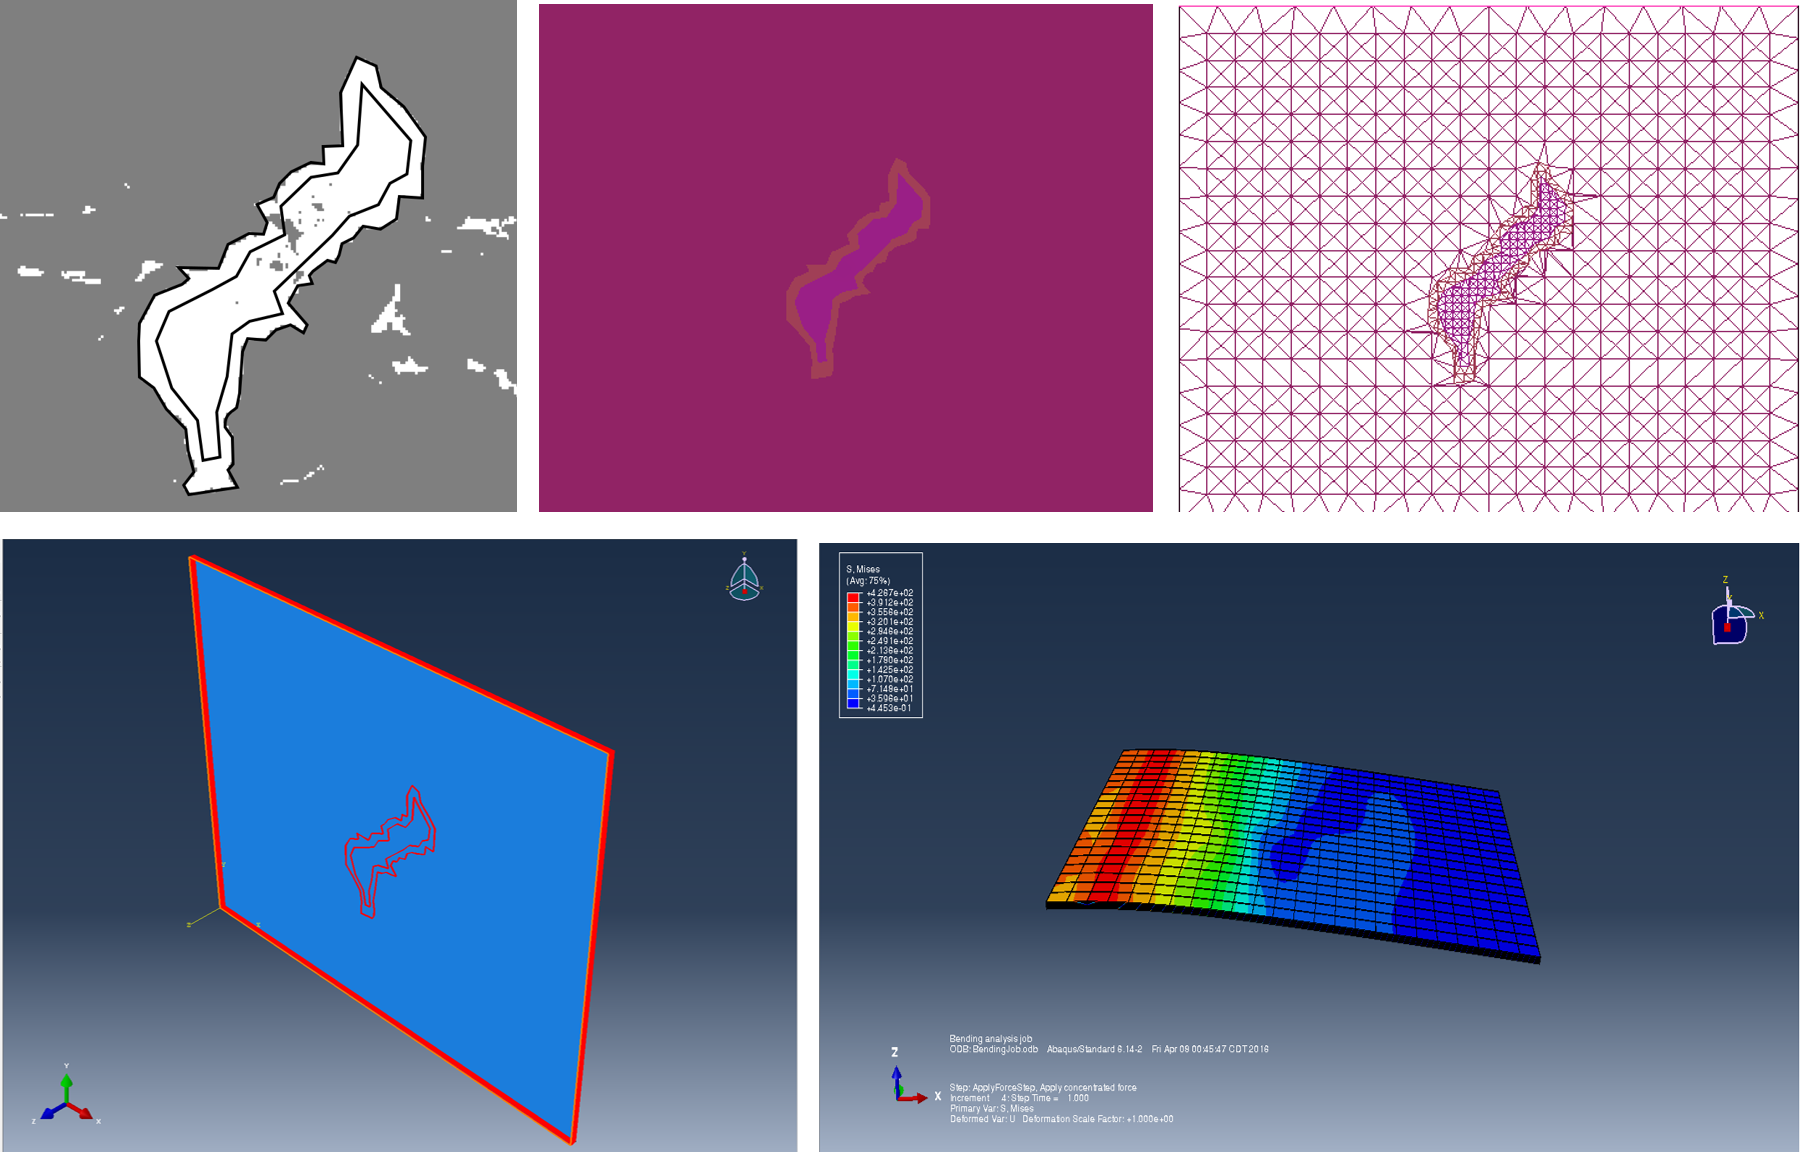 Y
Z
X
Y
Z
X
Y
Z
X
S, Mises
(Avg: 75%)
+4.267e+02
+3.912e+02
+3.556e+02
+3.201e+02
+2.846e+02
+2.491e+02
+2.136e+02
+1.780e+02
+1.425e+02
+1.070e+02
+7.149e+01
+3.596e+01
+4.453e-01
Z
Y
X
Bending analysis job
ODB: BendingJob.odb Abaqus/Standard 6.14-2 Fri Apr 09 00:45:47 CDT 2016
Z
X
Step: ApplyForceStep, Apply concentrated force
Increment 4: Step Time = 1.000
Primary Var: S, Mises
Deformed Var: U Deformation Scale Factor: +1.000e+00